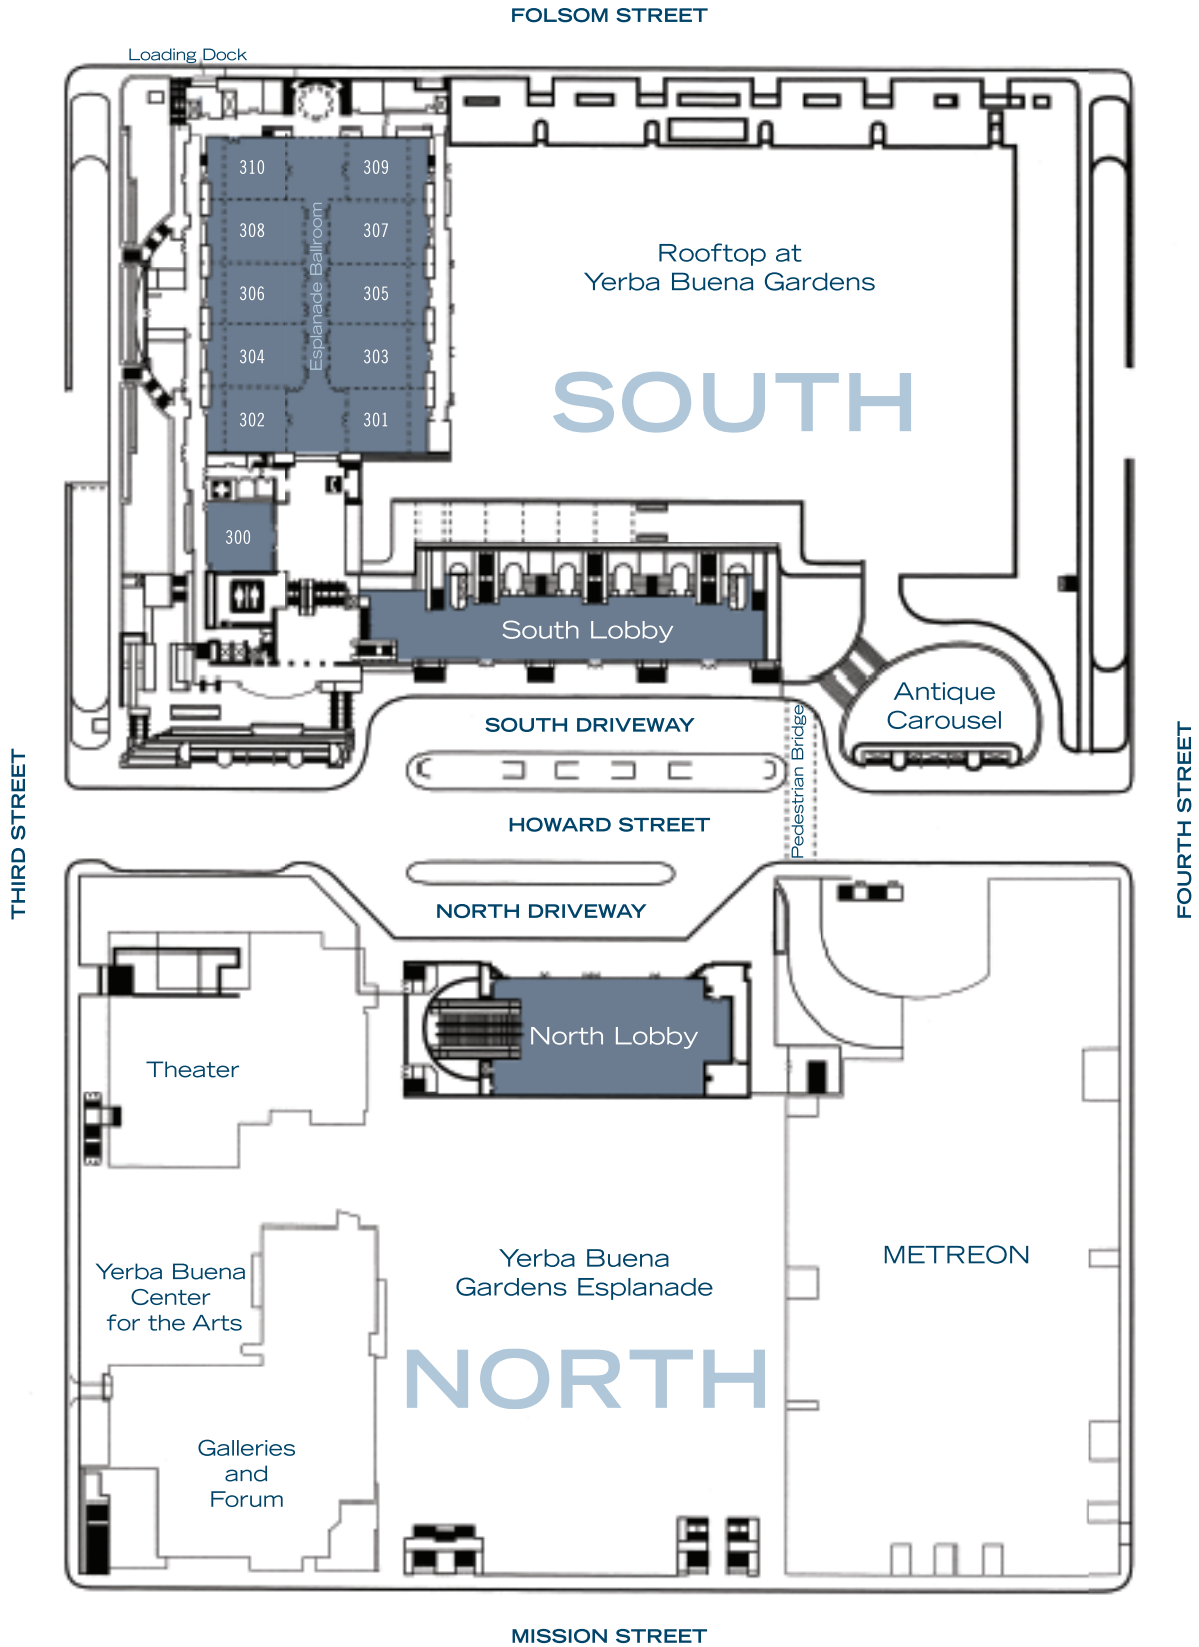 FOLSOM STREET
Loading Dock
310
309
308
307
306
305
304
303
302
301
Esplanade Ballroom
300
Rooftop at
Yerba Buena Gardens
SOUTH
South Lobby
Antique
Carousel
SOUTH DRIVEWAY
Pedestrian Bridge
THIRD STREET
FOURTH STREET
HOWARD STREET
NORTH DRIVEWAY
North Lobby
Theater
Yerba Buena
Center
for the Arts
Yerba Buena
Gardens Esplanade
METREON
NORTH
Galleries
and
Forum
MISSION STREET